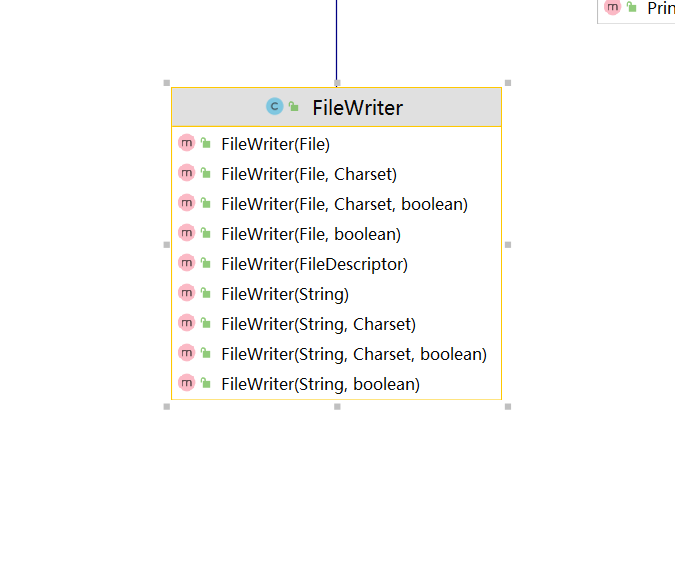 Prin
FileWriter
FileWriter(File)
FileWriter(File, Charset)
FileWriter(File, Charset, boolean)
FileWriter(File, boolean)
FileWriter(FileDescriptor)
FileWriter(String)
FileWriter(String, Charset)
FileWriter(String, Charset, boolean)
FileWriter(String, boolean)